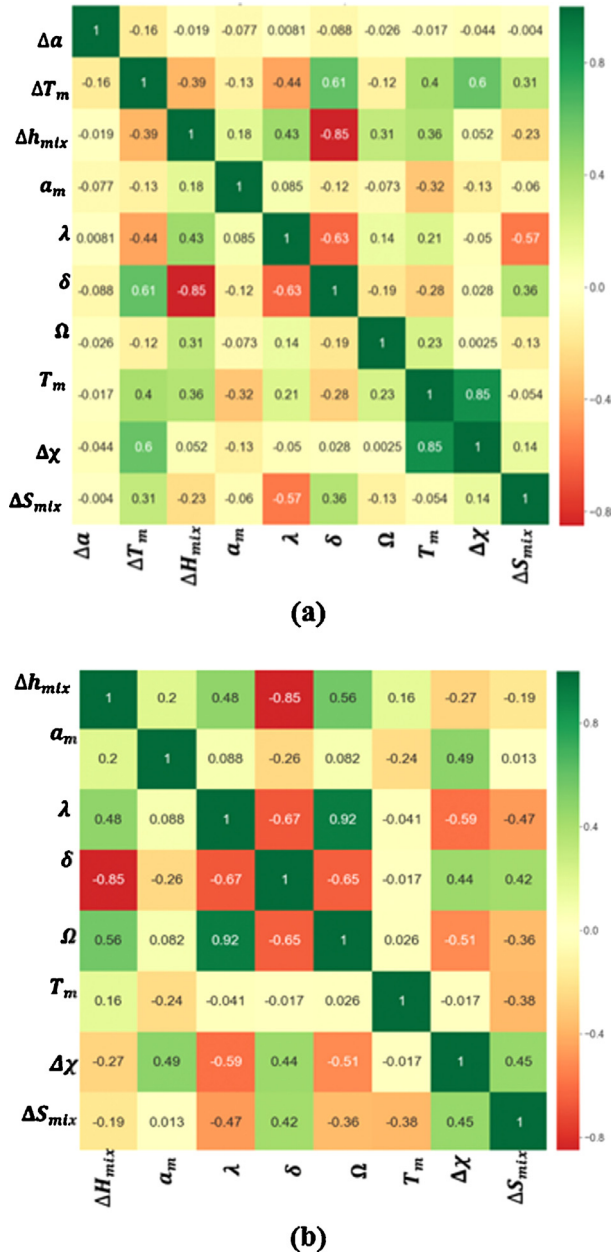 Δa 1 -0.16 -0.019 -0.077 0.0081 -0.088 -0.026 -0.017 -0.044 -0.004
ΔTm -0.16 1 -0.39 -0.13 -0.44 0.61 -0.12 0.4 0.6 0.31
Δhmix -0.019 -0.39 1 0.18 0.43 -0.85 0.31 0.36 0.052 -0.23
am -0.077 -0.13 0.18 1 0.085 -0.12 -0.073 -0.32 -0.13 -0.06
λ 0.0081 -0.44 0.43 0.085 1 -0.63 0.14 0.21 -0.05 -0.57
δ -0.088 0.61 -0.85 -0.12 -0.63 1 -0.19 -0.28 0.028 0.36
Ω -0.026 -0.12 0.31 -0.073 0.14 -0.19 1 0.23 0.0025 -0.13
Tm -0.017 0.4 0.36 -0.32 0.21 -0.28 0.23 1 0.85 -0.054
Δχ -0.044 0.6 0.052 -0.13 -0.05 0.028 0.0025 0.85 1 0.14
ΔSmix -0.004 0.31 -0.23 -0.06 -0.57 0.36 -0.13 -0.054 0.14 1
Δa ΔTm ΔHmix am λ δ Ω Tm Δχ ΔSmix
0.8
0.4
0.0
-0.4
-0.8
(a)
Δhmix 1 0.2 0.48 -0.85 0.56 0.16 -0.27 -0.19
am 0.2 1 0.088 -0.26 0.082 -0.24 0.49 0.013
λ 0.48 0.088 1 -0.67 0.92 -0.041 -0.59 -0.47
δ -0.85 -0.26 -0.67 1 -0.65 -0.017 0.44 0.42
Ω 0.56 0.082 0.92 -0.65 1 0.026 -0.51 -0.36
Tm 0.16 -0.24 -0.041 -0.017 0.026 1 -0.017 -0.38
Δχ -0.27 0.49 -0.59 0.44 -0.51 -0.017 1 0.45
ΔSmix -0.19 0.013 -0.47 0.42 -0.36 -0.38 0.45 1
ΔHmix am λ δ Ω Tm Δχ ΔSmix
0.8
0.4
0.0
-0.4
-0.8
(b)